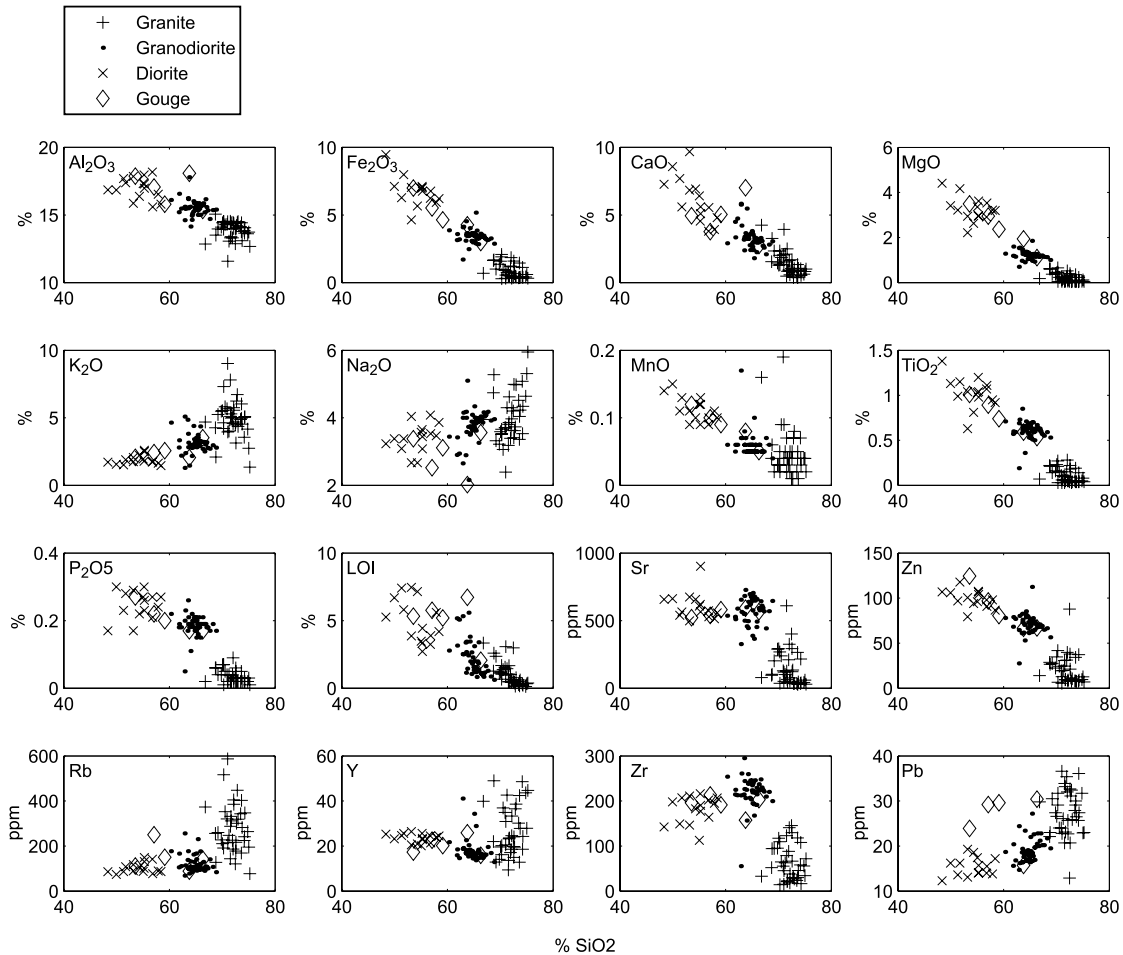 Granite
Granodiorite
Diorite
Gouge
Al2O3 Fe2O3 CaO MgO
20 15 10 % 40 60 80
10 5 0 % 40 60 80
10 5 0 % 40 60 80
6 4 2 0 % 40 60 80
K2O Na2O MnO TiO2
10 5 0 % 40 60 80
6 4 2 % 40 60 80
0.2 0.1 0 % 40 60 80
1.5 1 0.5 0 % 40 60 80
P2O5 LOI Sr Zn
0.4 0.2 0 % 40 60 80
10 5 0 % 40 60 80
1000 500 0 ppm 40 60 80
150 100 50 0 ppm 40 60 80
Rb Y Zr Pb
600 400 200 0 ppm 40 60 80
60 40 20 0 ppm 40 60 80
300 200 100 0 ppm 40 60 80
40 30 20 10 ppm 40 60 80
% SiO2